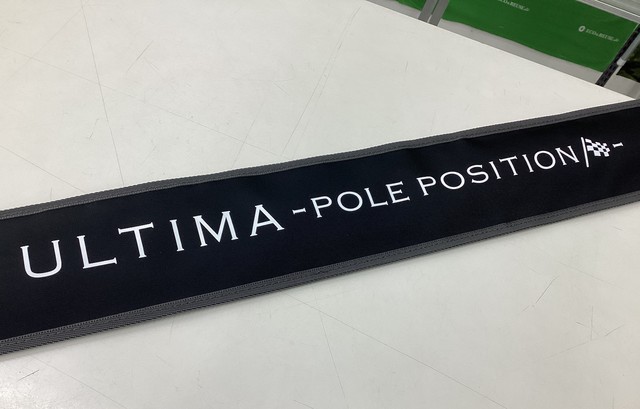 ULTIMA -POLE POSITION -